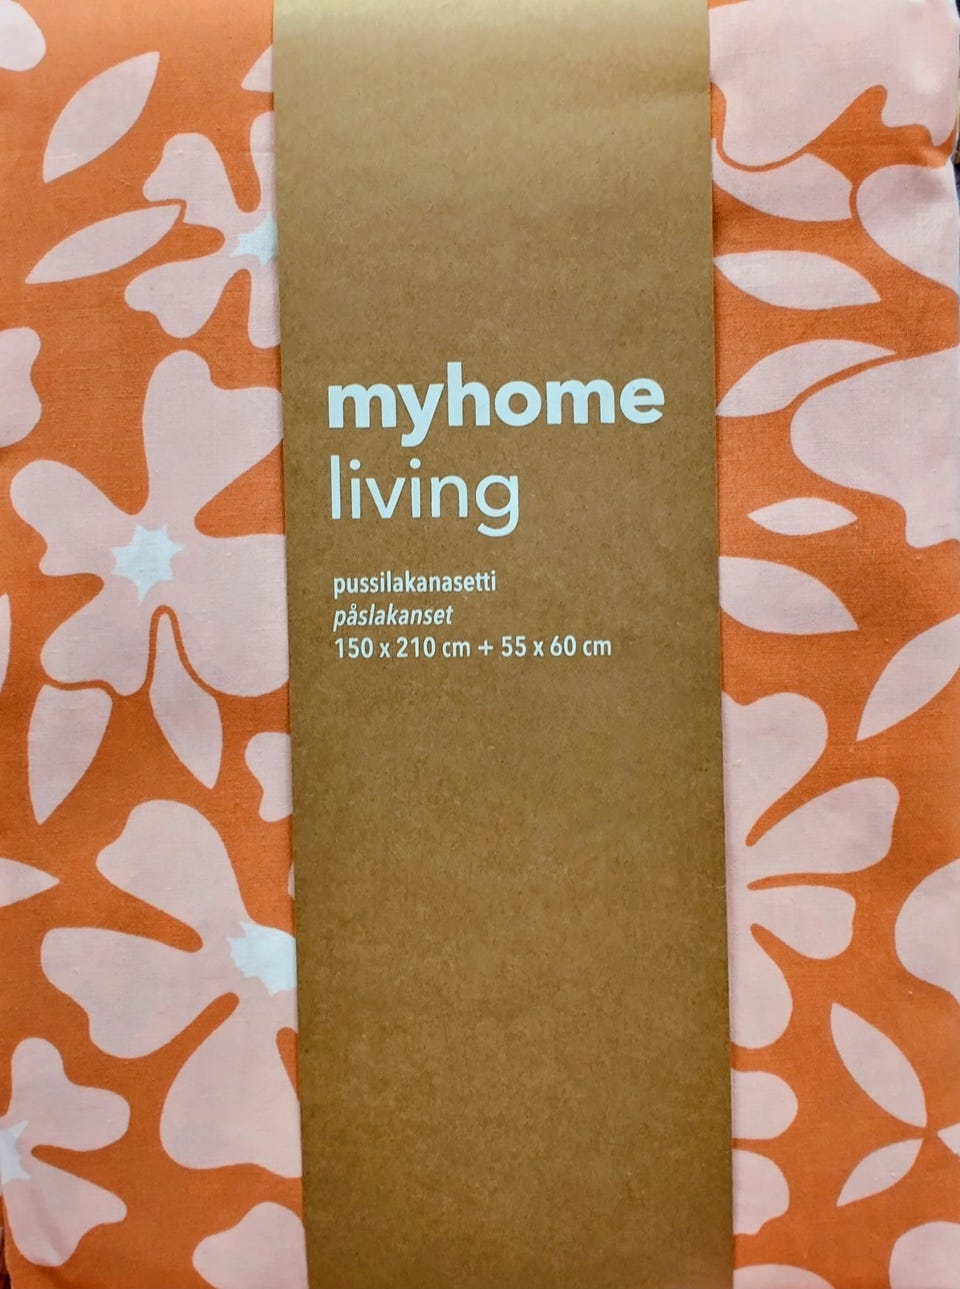 myhome
living
pussilakanasetti
påslakanset
150 x 210 cm + 55 x 60 cm